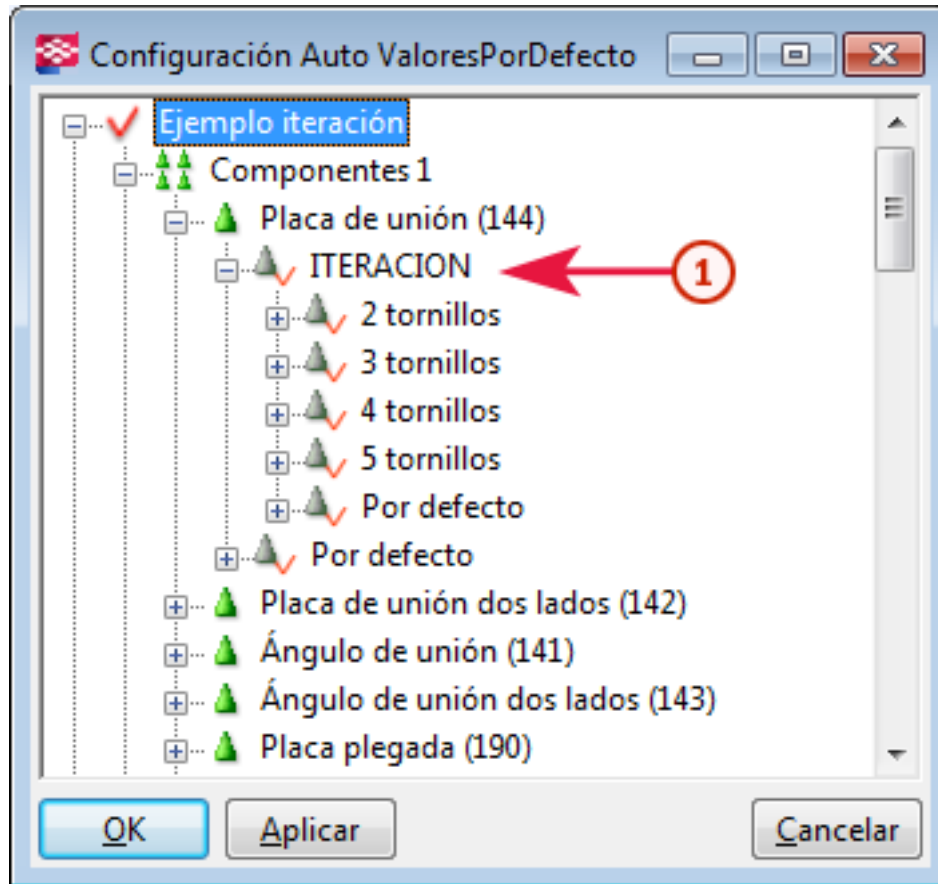 Configuración Auto ValoresPorDefecto
Ejemplo iteración
Componentes 1
Placa de unión (144)
ITERACION
1
2 tornillos
3 tornillos
4 tornillos
5 tornillos
Por defecto
Por defecto
Placa de unión dos lados (142)
Ángulo de unión (141)
Ángulo de unión dos lados (143)
Placa plegada (190)
OK Aplicar Cancelar